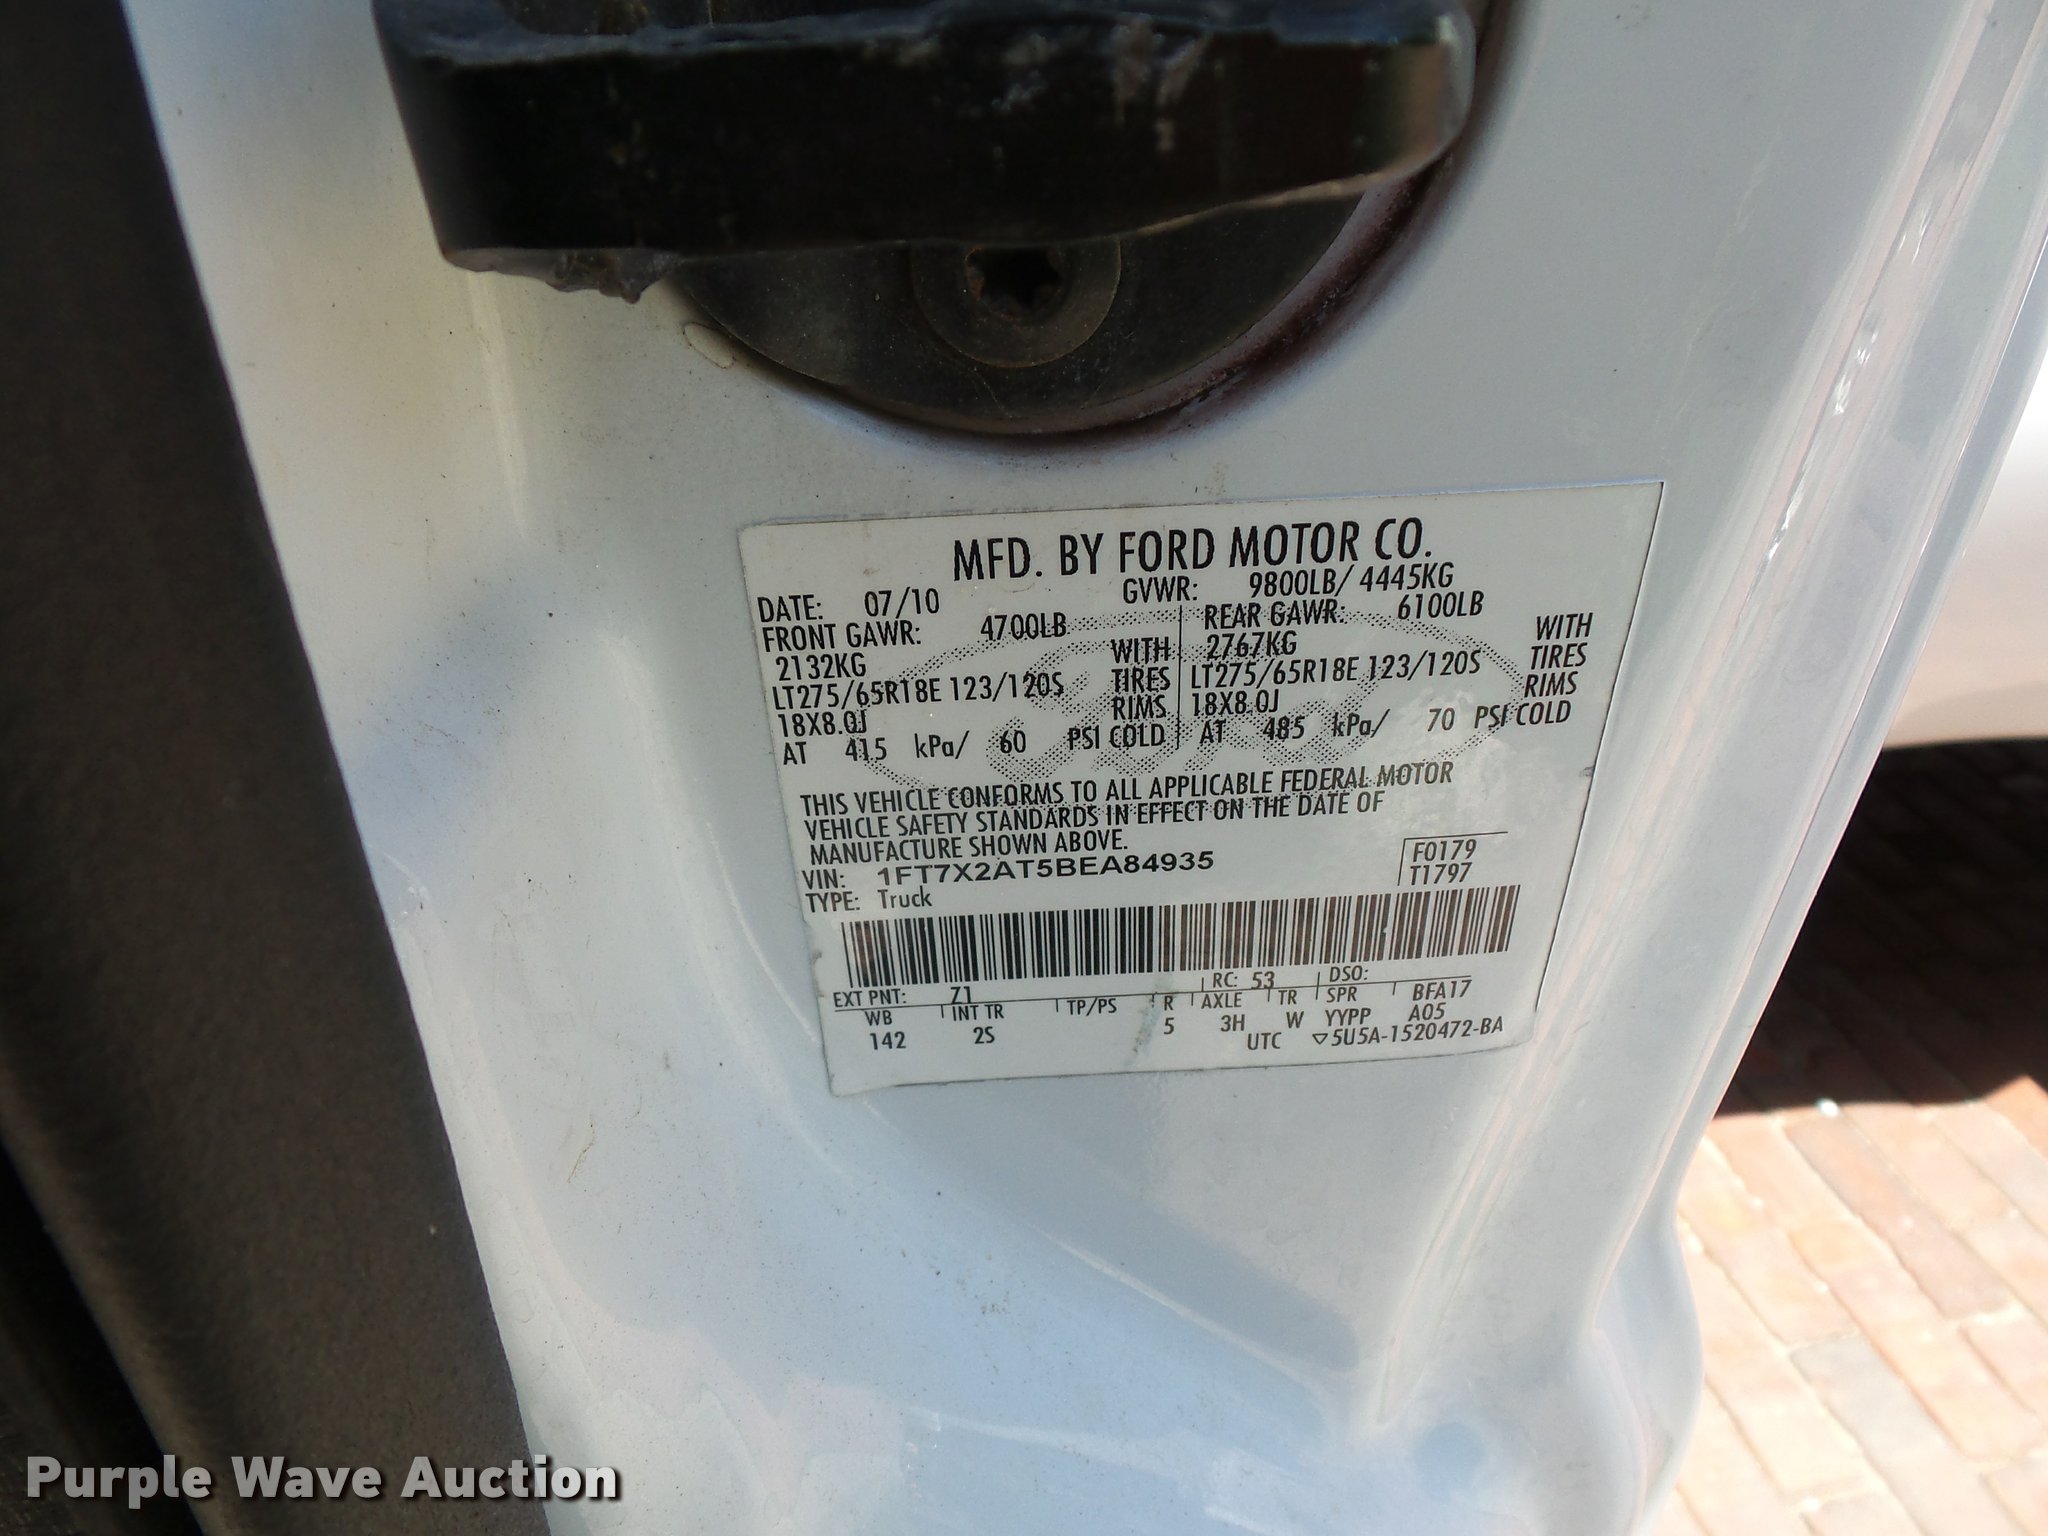 MFD. BY FORD MOTOR CO.
DATE: 07/10 GVWR: 9800LB/ 4445KG
FRONT GAWR: 4700LB REAR GAWR: 6100LB
2132KG WITH 2767KG WITH
LT275/65R18E 123/120S TIRES LT275/65R18E 123/120S TIRES
18X8.0J RIMS 18X8.0J RIMS
AT 415 kPa/ 60 PSI COLD AT 485 kPa/ 70 PSI COLD
THIS VEHICLE CONFORMS TO ALL APPLICABLE FEDERAL MOTOR
VEHICLE SAFETY STANDARDS IN EFFECT ON THE DATE OF
MANUFACTURE SHOWN ABOVE.
VIN: 1FT7X2AT5BEA84935
TYPE: Truck
F0179
T1797
EXT PNT: Z1 RC: 53 DSO:
WB INT TR TP/PS R AXLE TR SPR BFA17
142 2S 5 3H W YYPP A05
UTC ▽5U5A-1520472-BA
Purple Wave Auction